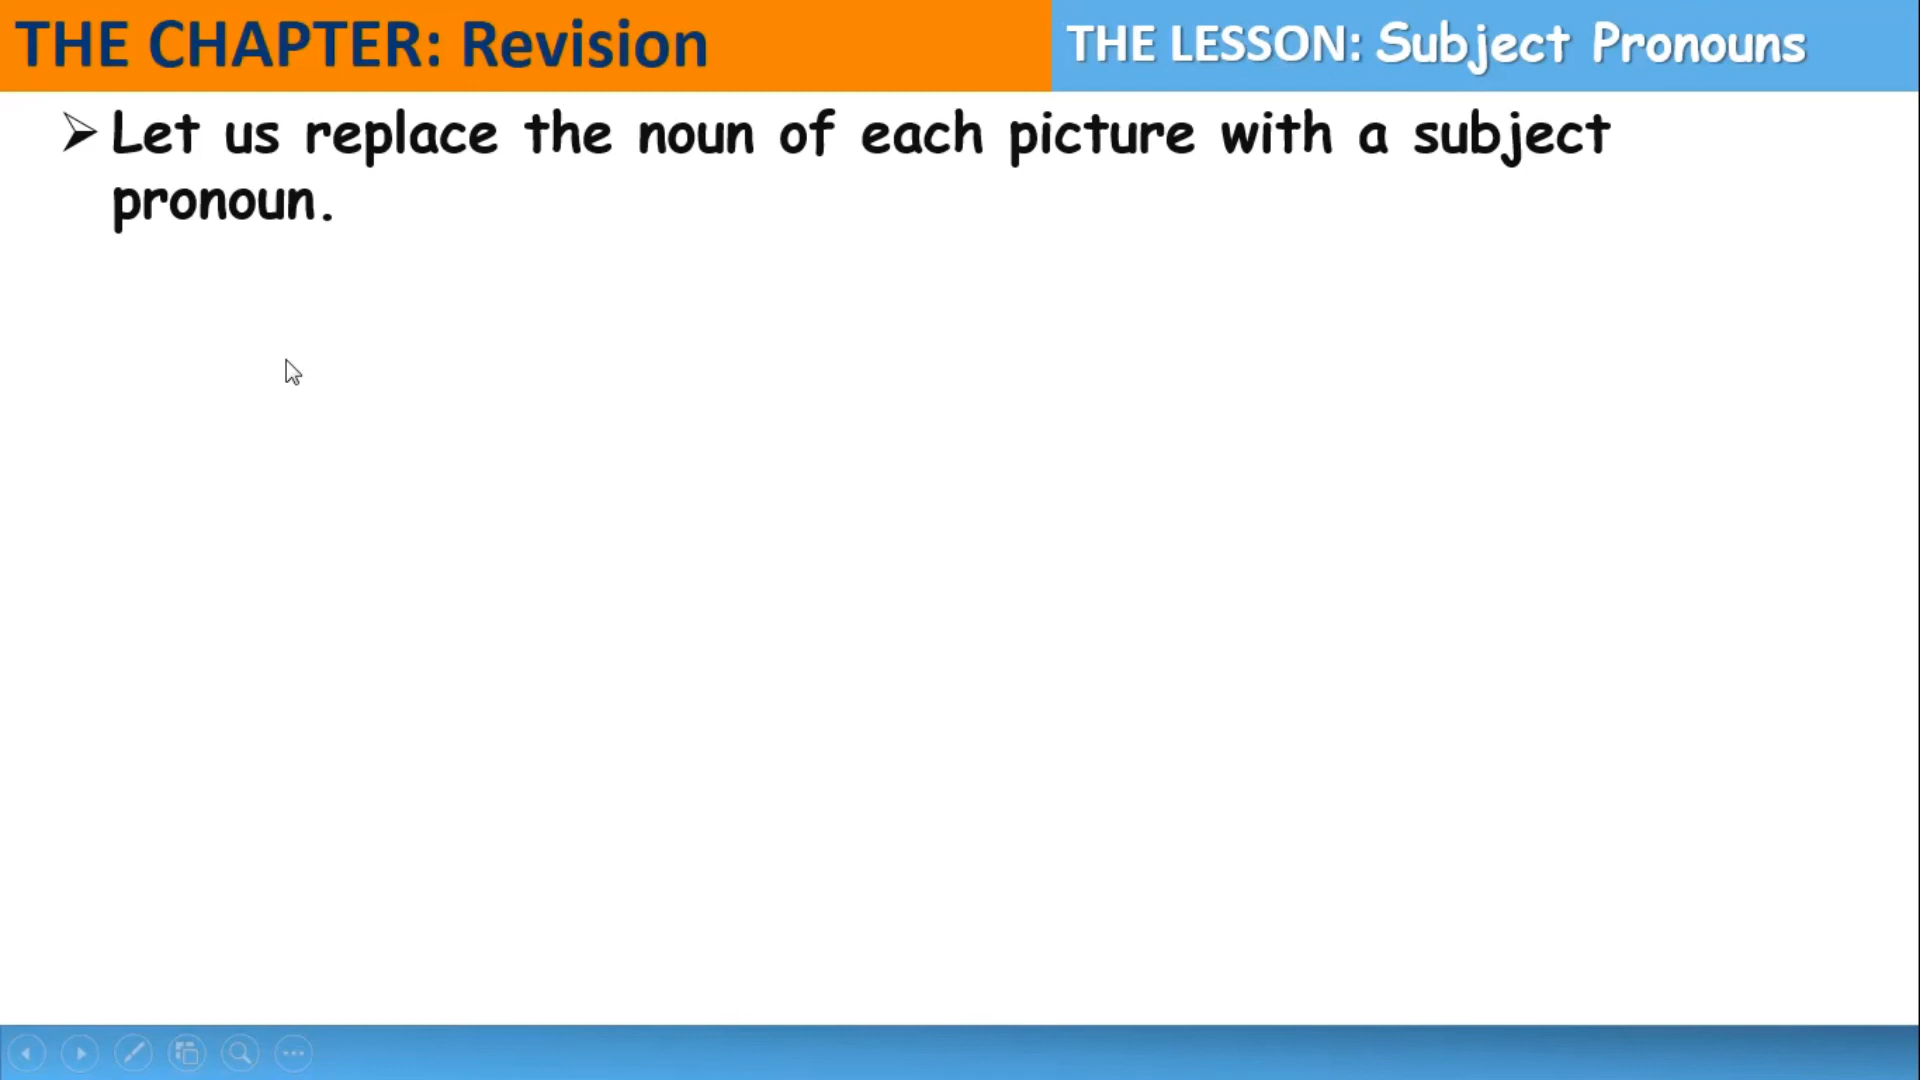 THE CHAPTER: Revision
THE LESSON: Subject Pronouns
Let us replace the noun of each picture with a subject
pronoun.